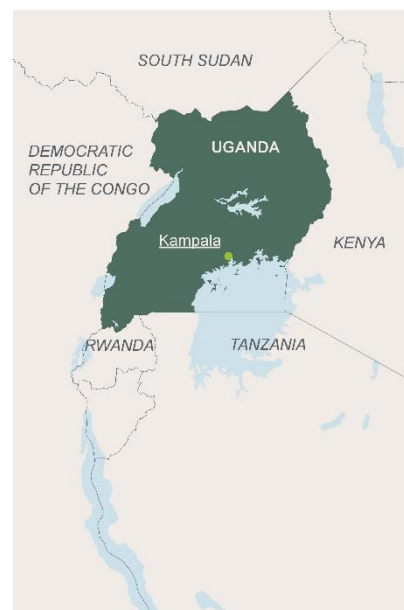 SOUTH SUDAN
UGANDA
DEMOCRATIC
REPUBLIC
OF THE CONGO
Kampala
KENYA
RWANDA
TANZANIA